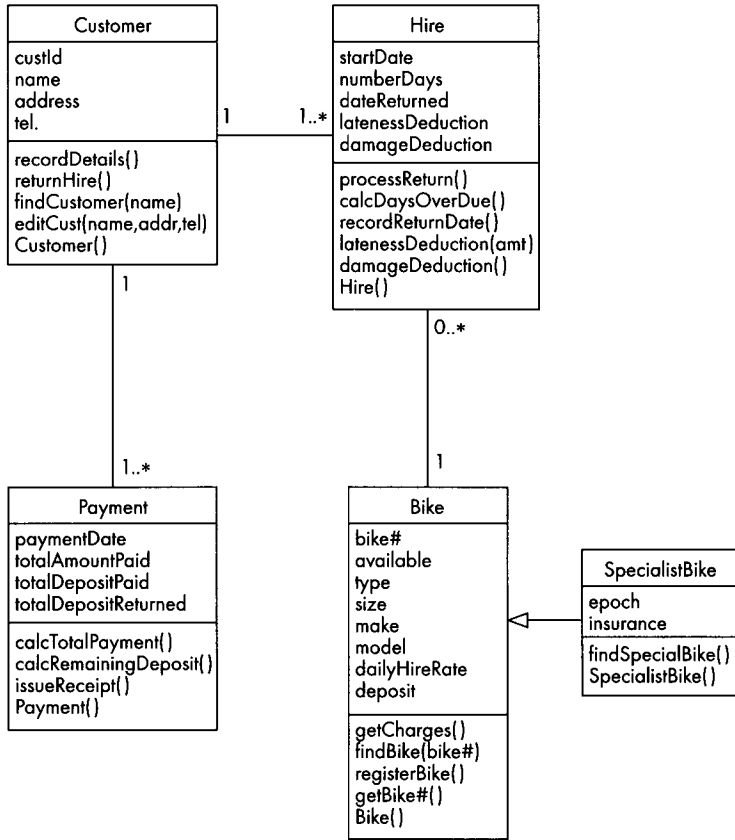 Customer
custId
name
address
tel.
recordDetails()
returnHire()
findCustomer(name)
editCust(name,addr,tel)
Customer()
1
1..*
Hire
startDate
numberDays
dateReturned
latenessDeduction
damageDeduction
processReturn()
calcDaysOverDue()
recordReturnDate()
latenessDeduction(amt)
damageDeduction()
Hire()
1
1..*
0..*
1
Payment
paymentDate
totalAmountPaid
totalDepositPaid
totalDepositReturned
calcTotalPayment()
calcRemainingDeposit()
issueReceipt()
Payment()
Bike
bike#
available
type
size
make
model
dailyHireRate
deposit
getCharges()
findBike(bike#)
registerBike()
getBike#()
Bike()
SpecialistBike
epoch
insurance
findSpecialBike()
SpecialistBike()